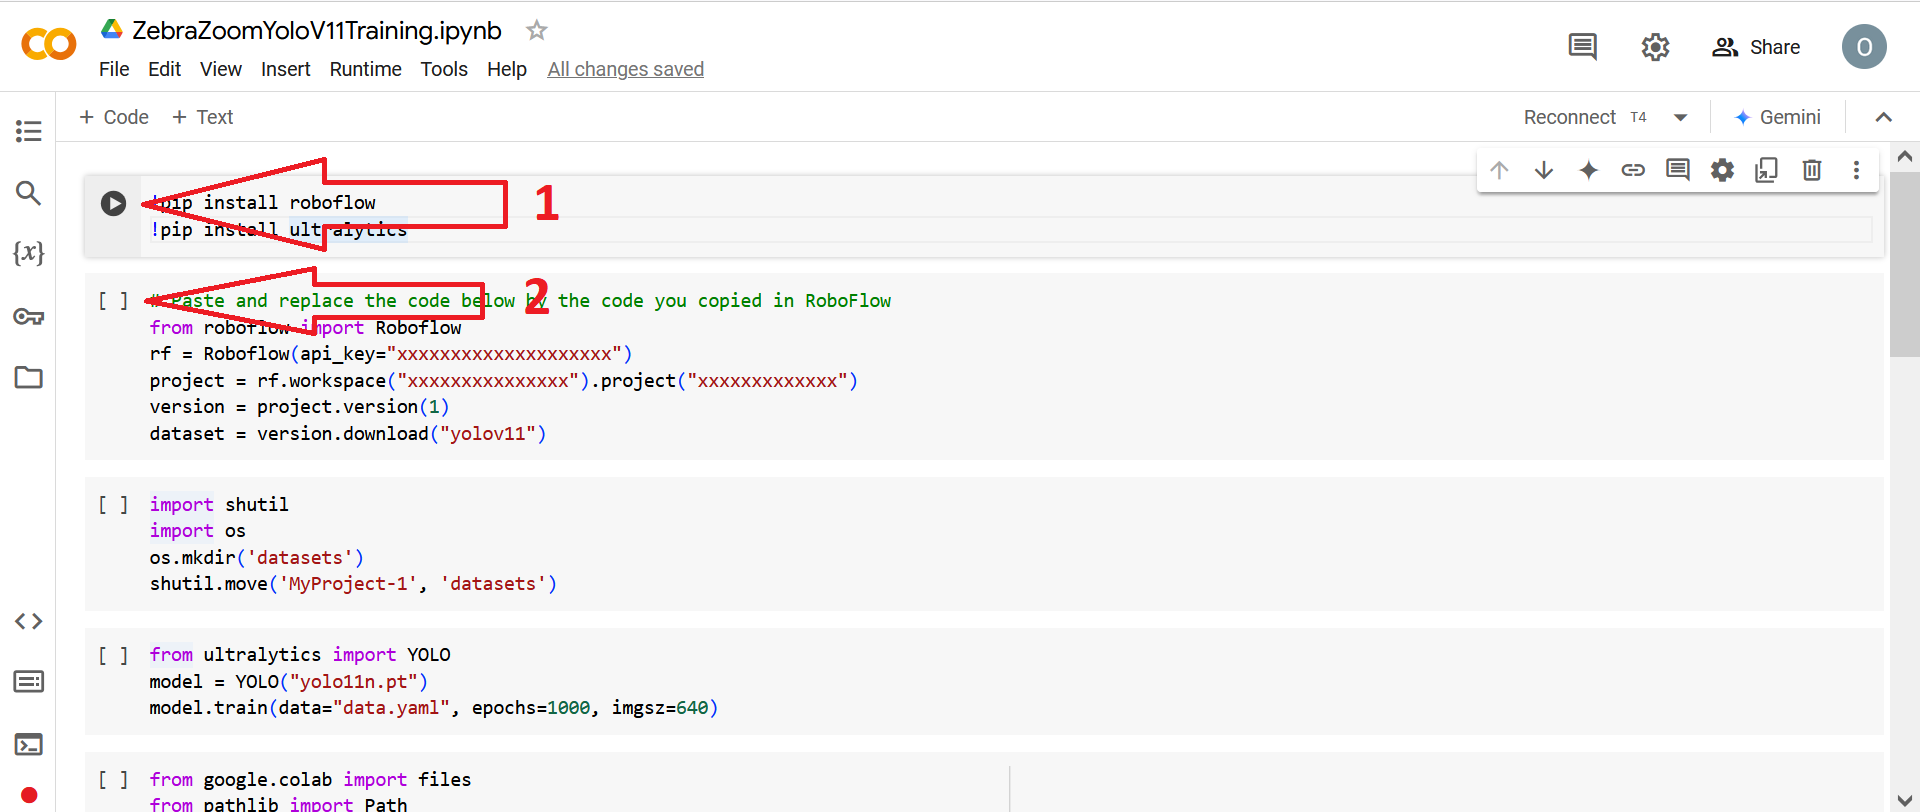 ZebraZoomYoloV11Training.ipynb
File Edit View Insert Runtime Tools Help All changes saved
Share
O
+ Code + Text
Reconnect T4
Gemini
!pip install roboflow
1
!pip install ultralytics
[ ] # Paste and replace the code below by the code you copied in RoboFlow
2
from roboflow import Roboflow
rf = Roboflow(api_key="xxxxxxxxxxxxxxxxxxxx")
project = rf.workspace("xxxxxxxxxxxxxxx").project("xxxxxxxxxxxxx")
version = project.version(1)
dataset = version.download("yolov11")
[ ] import shutil
import os
os.mkdir('datasets')
shutil.move('MyProject-1', 'datasets')
[ ] from ultralytics import YOLO
model = YOLO("yolo11n.pt")
model.train(data="data.yaml", epochs=1000, imgsz=640)
[ ] from google.colab import files
from pathlib import Path
{x}